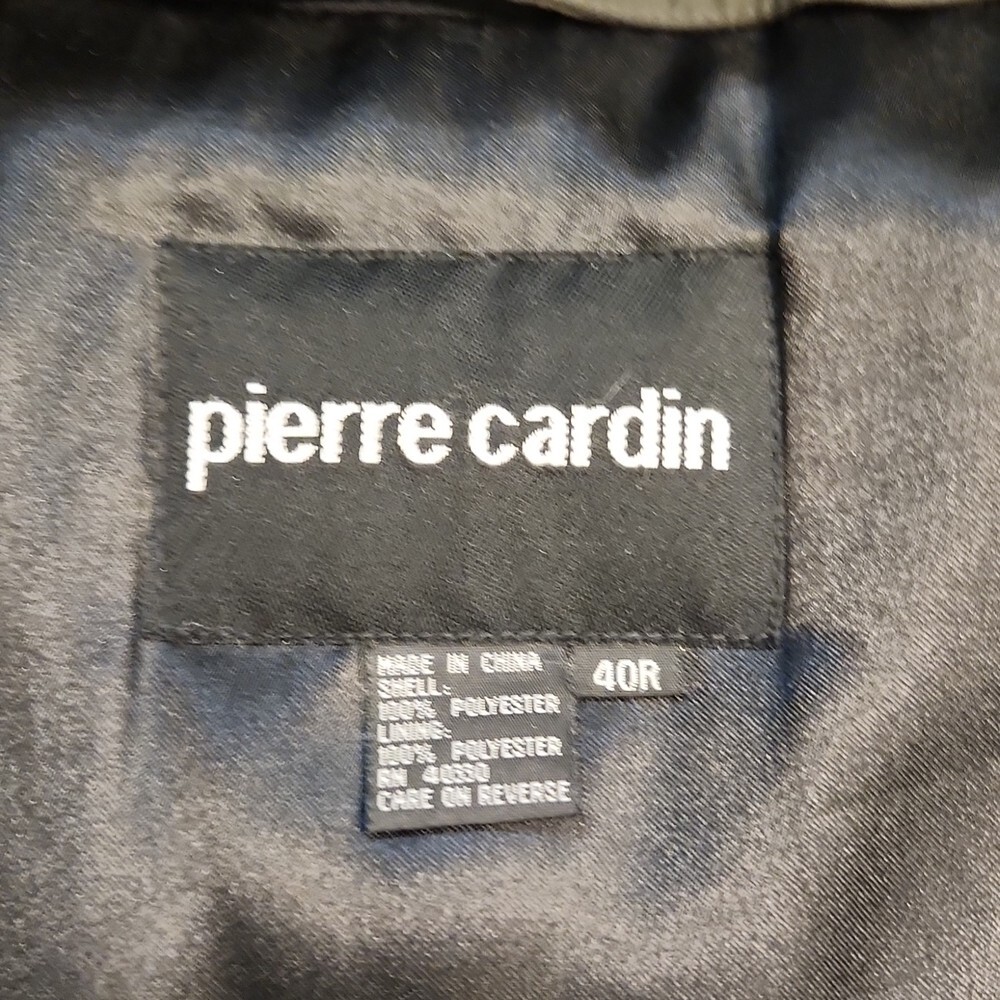 pierre cardin
MADE IN CHINA
40R
SHELL:
100% POLYESTER
LINING:
100% POLYESTER
RN 40330
CARE ON REVERSE